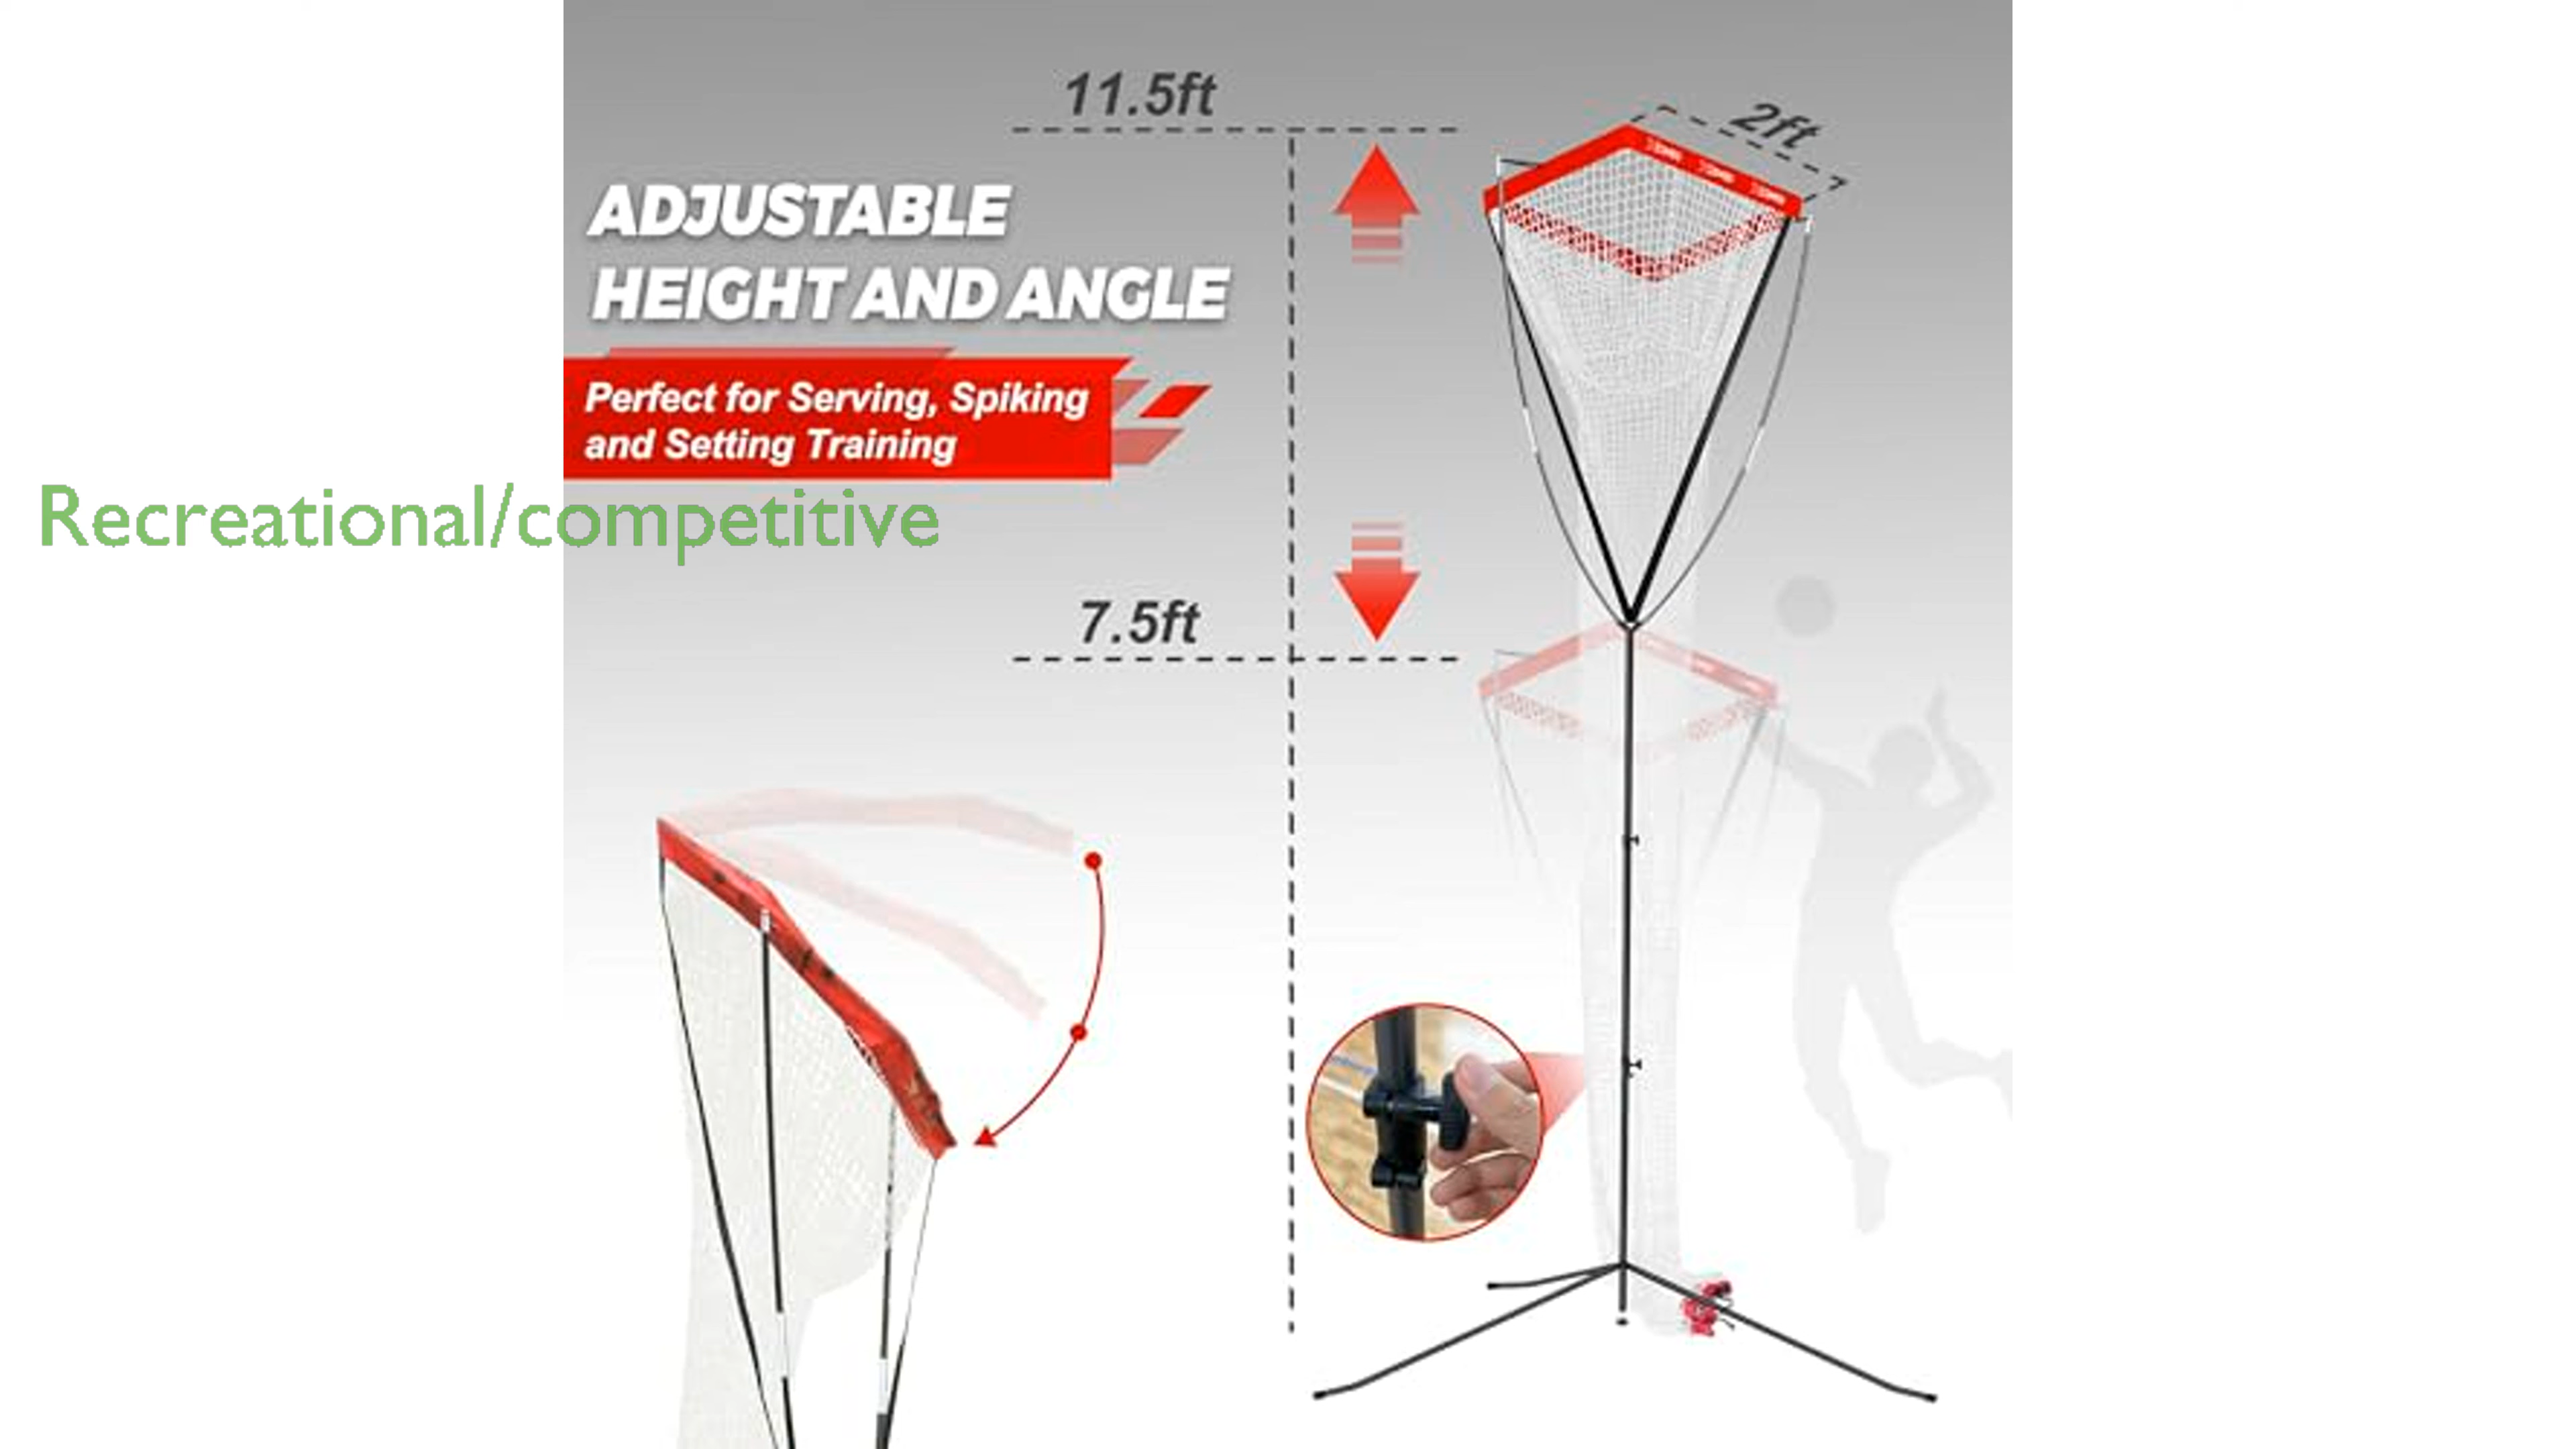 11.5ft
2ft
ADJUSTABLE
HEIGHT AND ANGLE
Perfect for Serving, Spiking
and Setting Training
Recreational/competitive
7.5ft